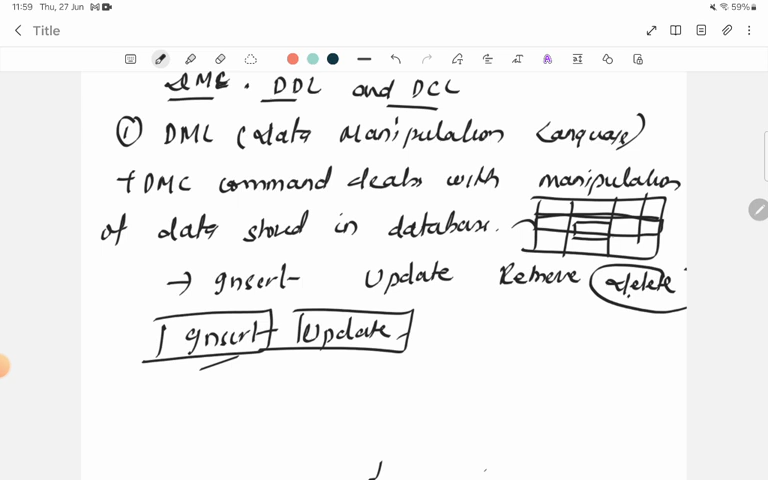 11:59 Thu, 27 Jun 59%
Title
DML . DDL and DCL
① DML (data Manipulation Language)
+ DML command deals with manipulation
of data stored in database.
→ Insert Update Retrieve delete
Insert Update